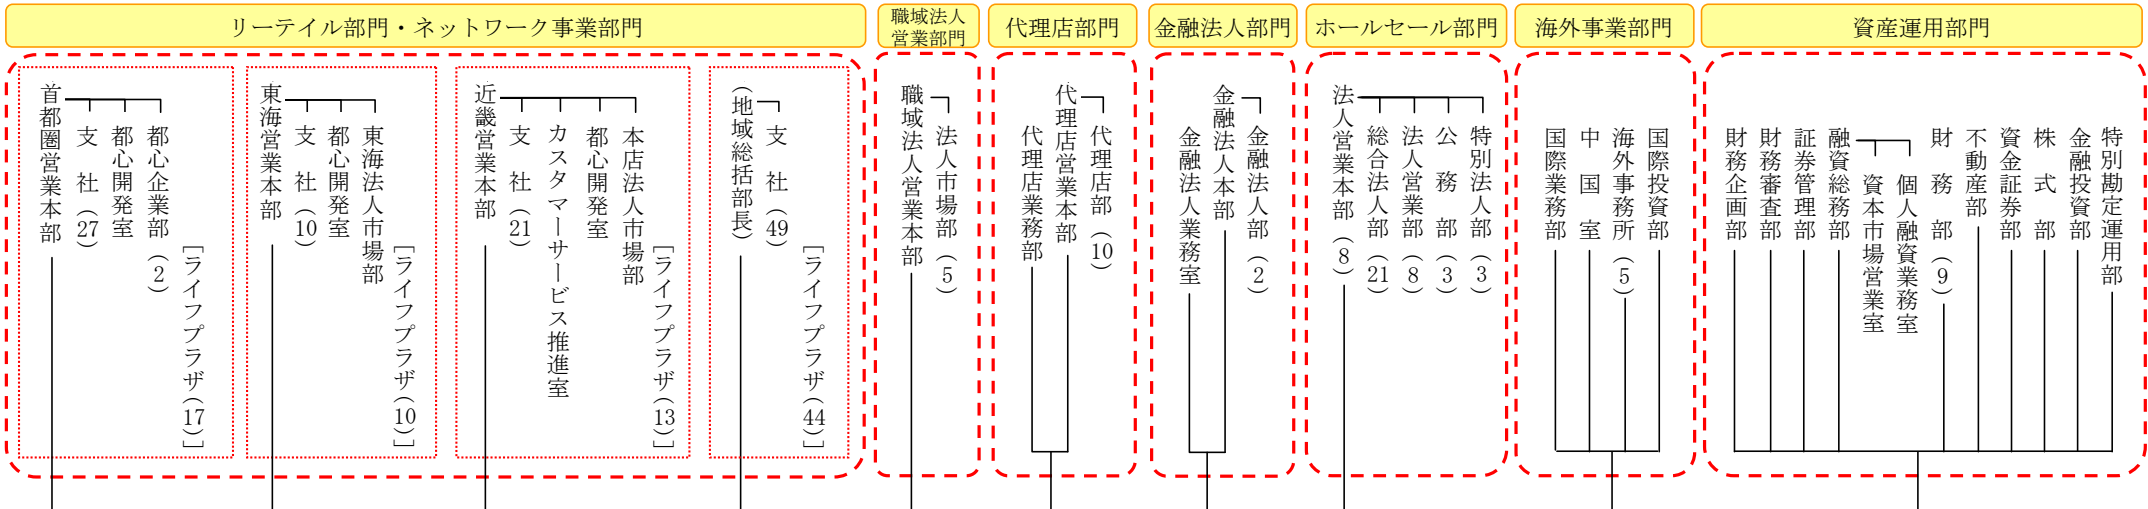 リーテイル部門・ネットワーク事業部門
首都圏営業本部
支 社（27）
都心開発室
都心企業部（2）
［ライフプラザ（17）］
東海営業本部
支 社（10）
都心開発室
東海法人市場部
［ライフプラザ（10）］
近畿営業本部
支 社（21）
カスタマーサービス推進室
都心開発室
本店法人市場部
［ライフプラザ（13）］
（地域総括部長）
支 社（49）
［ライフプラザ（44）］
職域法人
営業部門
職域法人営業本部
法人市場部（5）
代理店部門
代理店業務部
代理店営業本部
代理店部（10）
金融法人部門
金融法人業務室
金融法人本部
金融法人部（2）
ホールセール部門
法人営業本部（8）
総合法人部（21）
法人営業部（8）
公 務 部（3）
特別法人部（3）
海外事業部門
国際業務部
中 国 室
海外事務所（5）
国際投資部
資産運用部門
財務企画部
財務審査部
証券管理部
融資総務部
資本市場営業室
個人融資業務室
財 務 部（9）
不動産部
資金証券部
株 式 部
金融投資部
特別勘定運用部